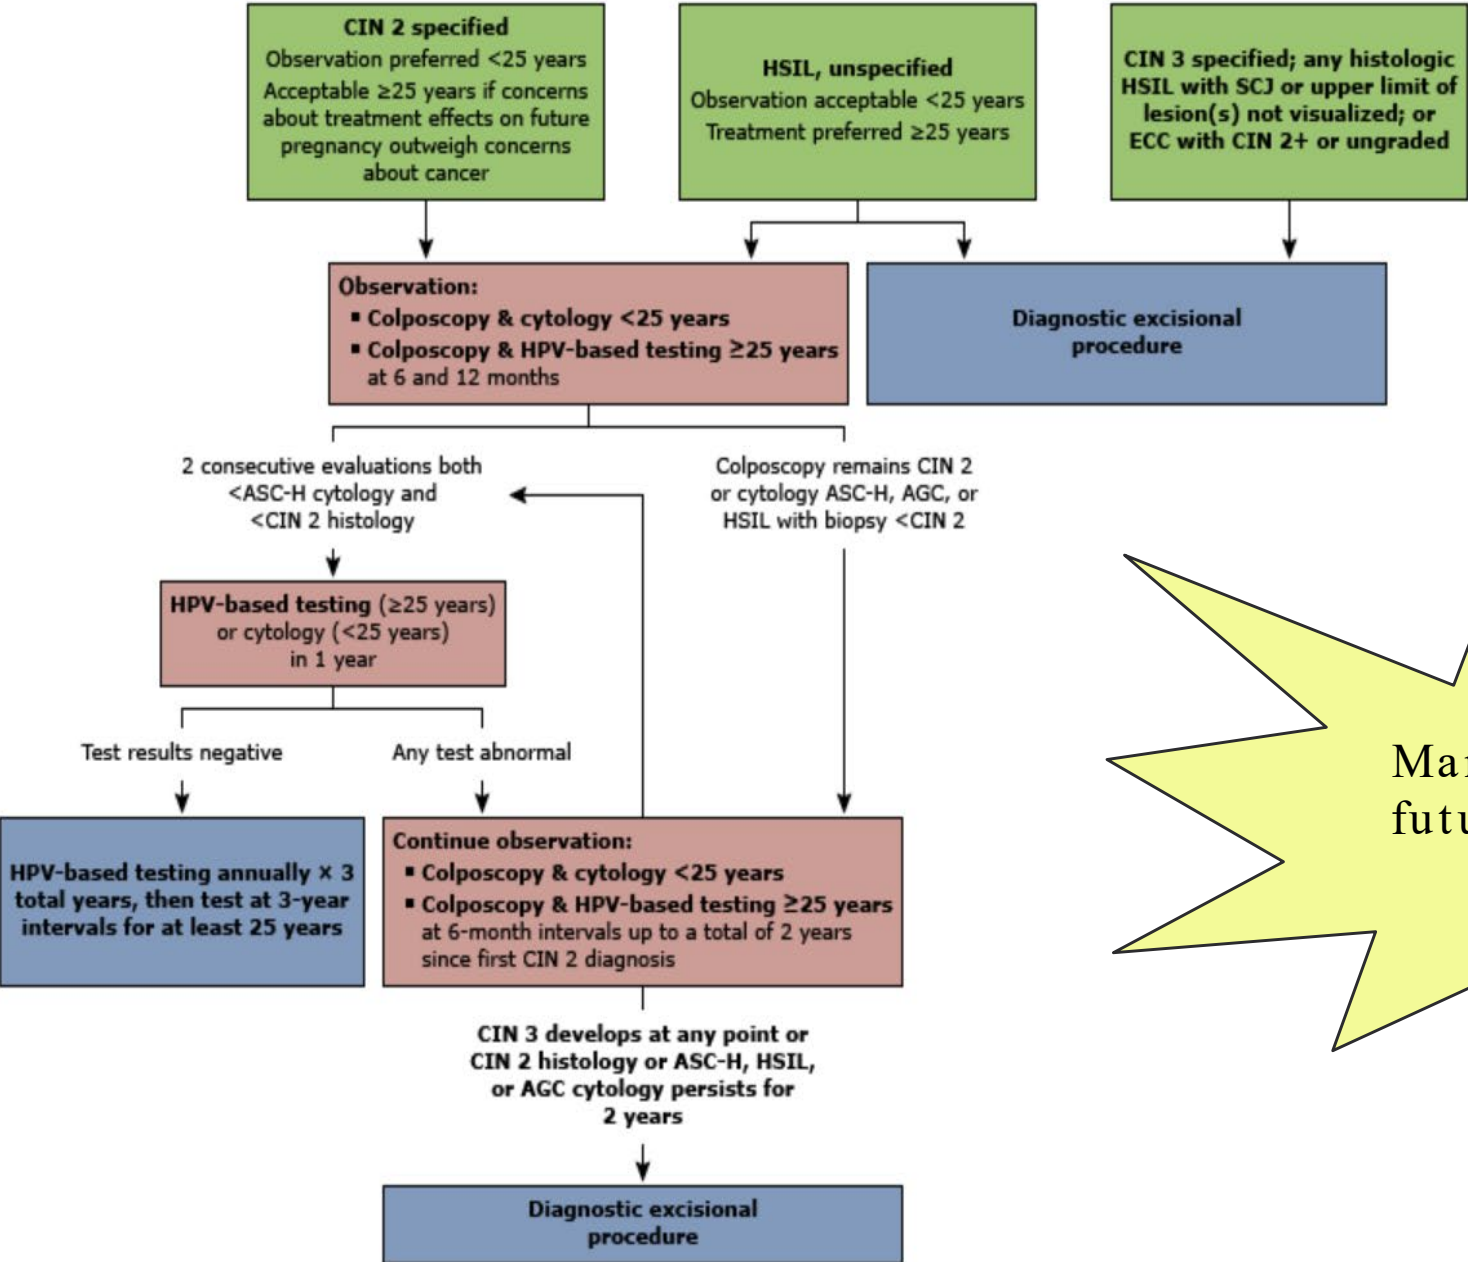 CIN 2 specified
Observation preferred <25 years
Acceptable ≥25 years if concerns
about treatment effects on future
pregnancy outweigh concerns
about cancer
HSIL, unspecified
Observation acceptable <25 years
Treatment preferred ≥25 years
CIN 3 specified; any histologic
HSIL with SCJ or upper limit of
lesion(s) not visualized; or
ECC with CIN 2+ or ungraded
Observation:
▪ Colposcopy & cytology <25 years
▪ Colposcopy & HPV-based testing ≥25 years
at 6 and 12 months
Diagnostic excisional
procedure
2 consecutive evaluations both
<ASC-H cytology and
<CIN 2 histology
Colposcopy remains CIN 2
or cytology ASC-H, AGC, or
HSIL with biopsy <CIN 2
HPV-based testing (≥25 years)
or cytology (<25 years)
in 1 year
Test results negative
Any test abnormal
HPV-based testing annually × 3
total years, then test at 3-year
intervals for at least 25 years
Continue observation:
▪ Colposcopy & cytology <25 years
▪ Colposcopy & HPV-based testing ≥25 years
at 6-month intervals up to a total of 2 years
since first CIN 2 diagnosis
CIN 3 develops at any point or
CIN 2 histology or ASC-H, HSIL,
or AGC cytology persists for
2 years
Diagnostic excisional
procedure